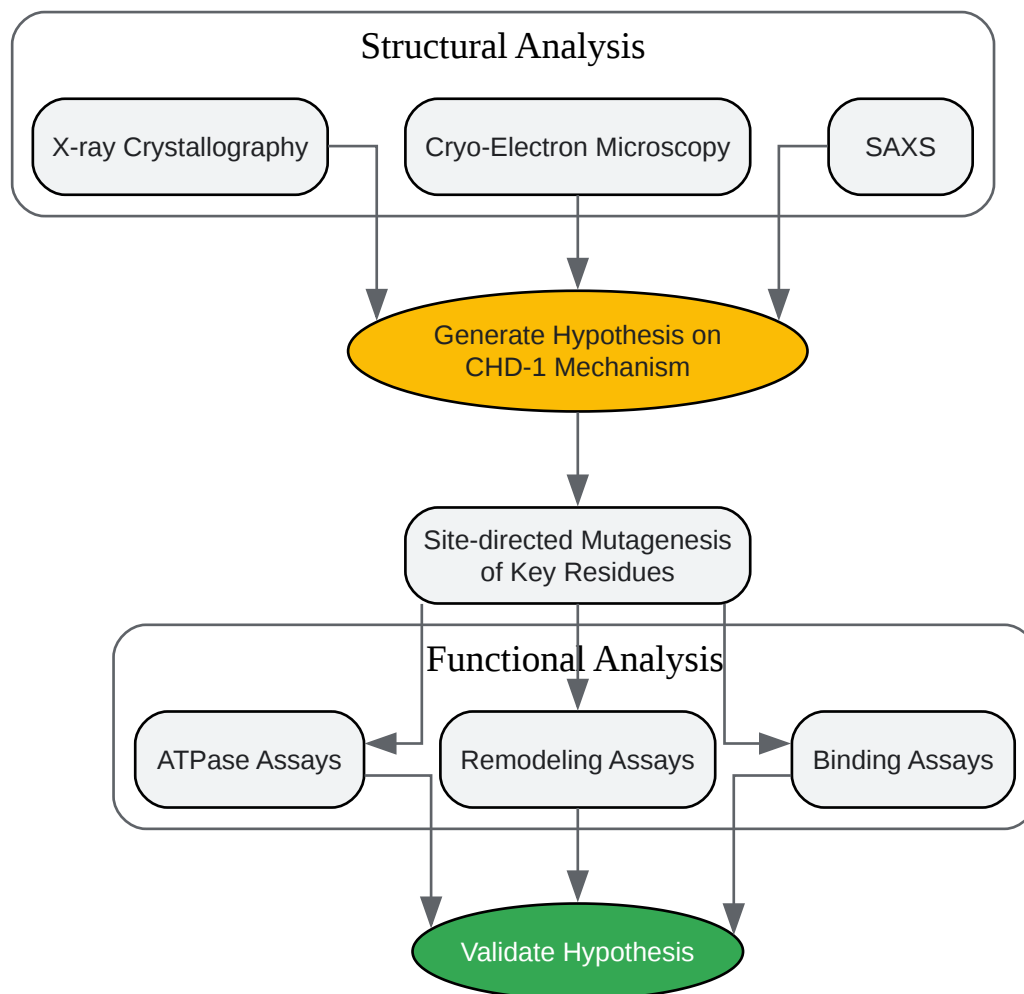 Structural Analysis
X-ray Crystallography
Cryo-Electron Microscopy
SAXS
Generate Hypothesis on
CHD-1 Mechanism
Site-directed Mutagenesis
of Key Residues
Functional Analysis
ATPase Assays
Remodeling Assays
Binding Assays
Validate Hypothesis